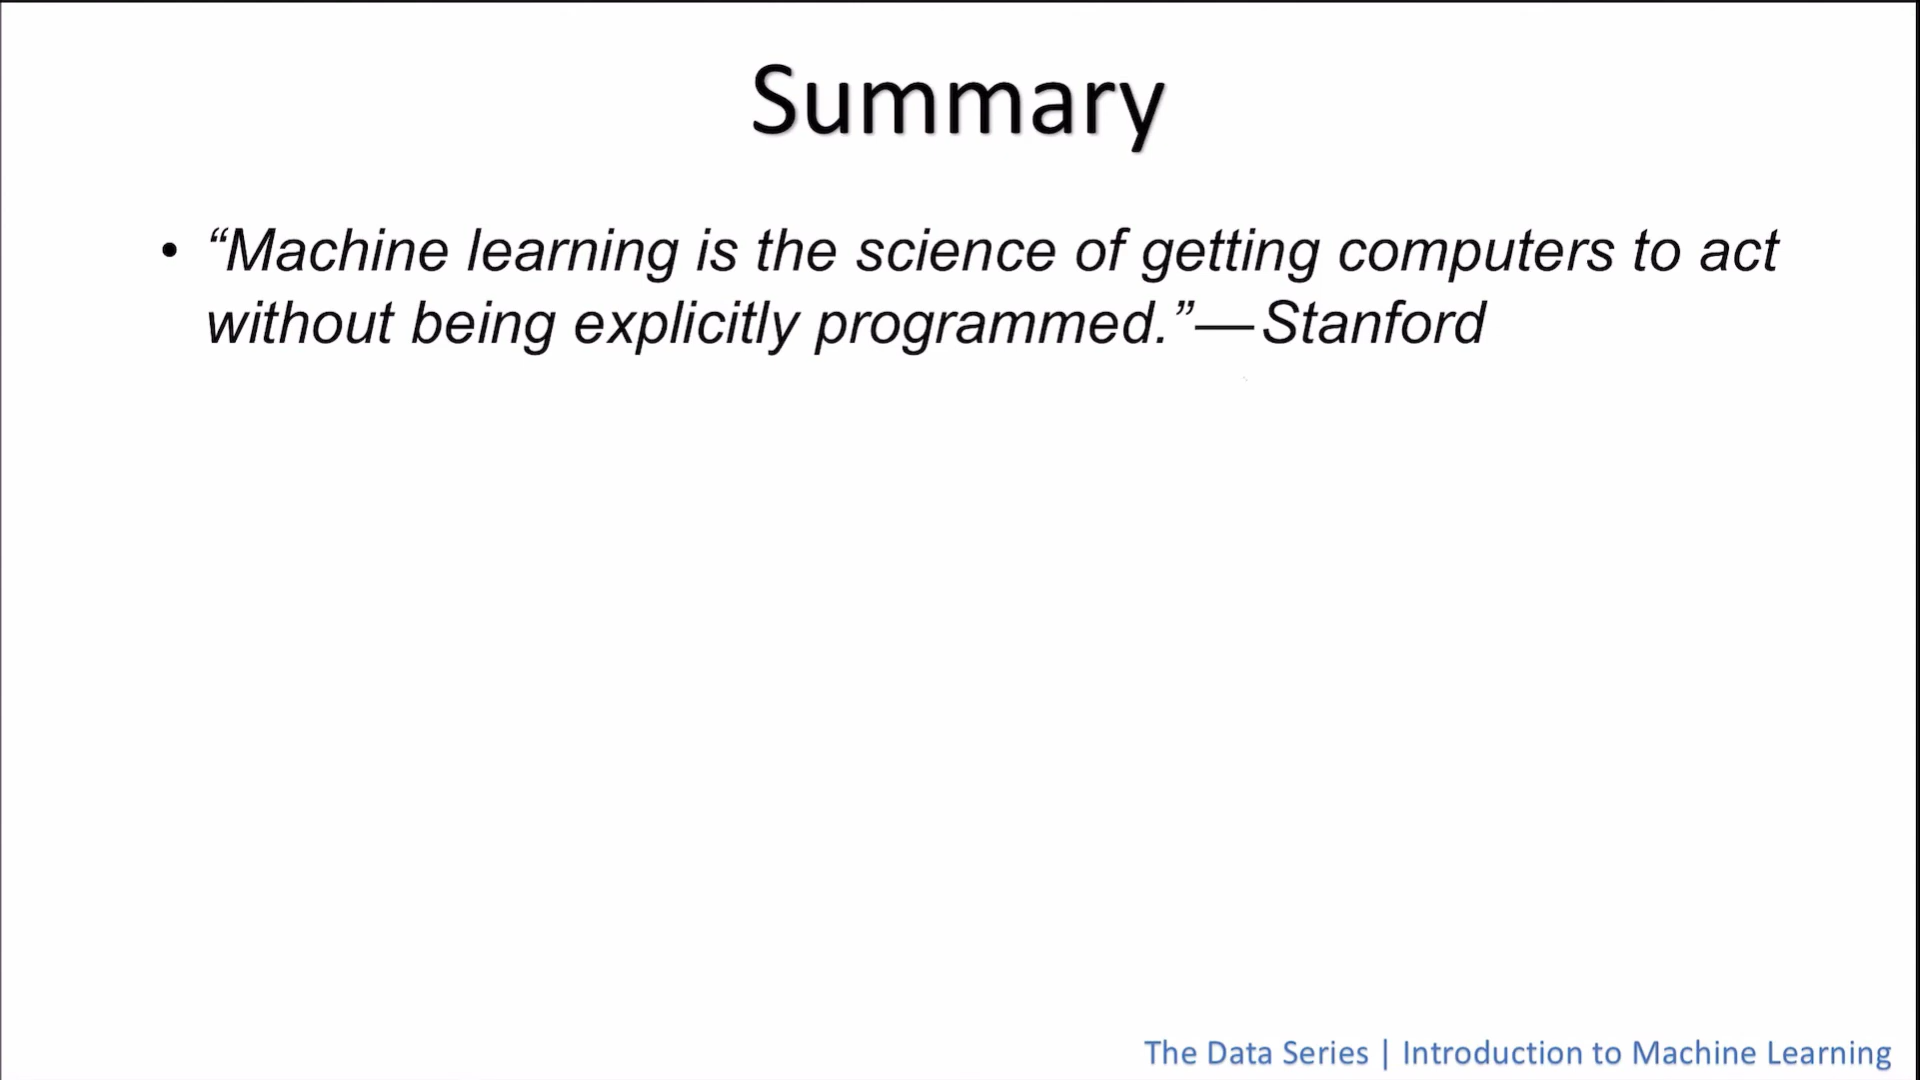 Summary
• “Machine learning is the science of getting computers to act
without being explicitly programmed.”—Stanford
The Data Series | Introduction to Machine Learning